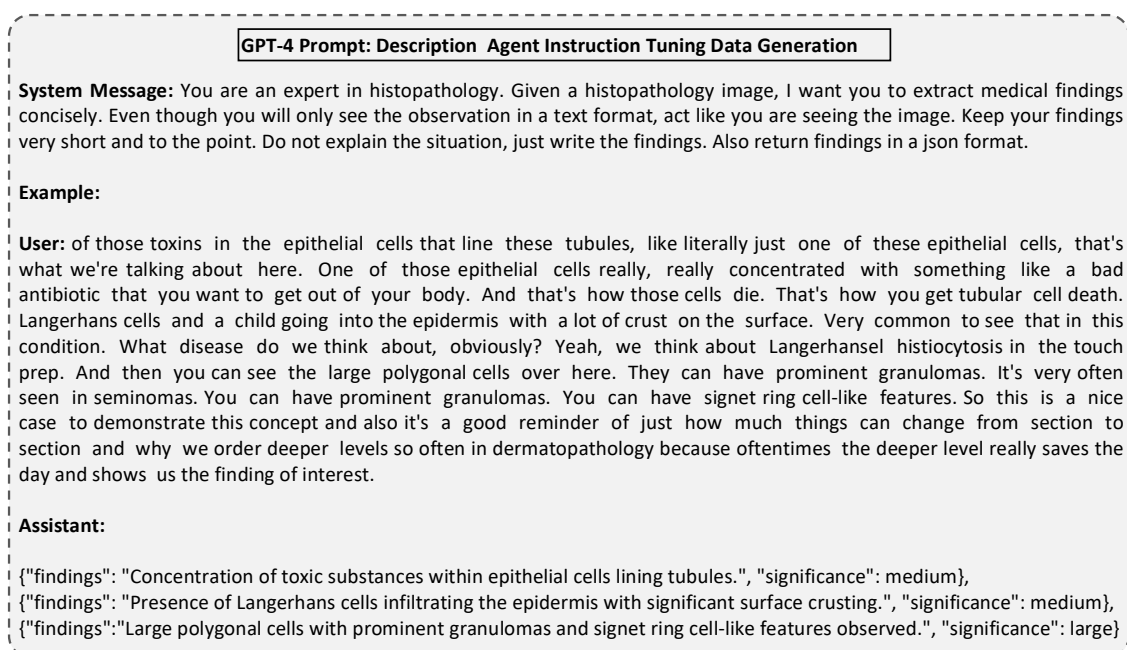 GPT-4 Prompt: Description Agent Instruction Tuning Data Generation
System Message: You are an expert in histopathology. Given a histopathology image, I want you to extract medical findings
concisely. Even though you will only see the observation in a text format, act like you are seeing the image. Keep your findings
very short and to the point. Do not explain the situation, just write the findings. Also return findings in a json format.
Example:
User: of those toxins in the epithelial cells that line these tubules, like literally just one of these epithelial cells, that's
what we're talking about here. One of those epithelial cells really, really concentrated with something like a bad
antibiotic that you want to get out of your body. And that's how those cells die. That's how you get tubular cell death.
Langerhans cells and a child going into the epidermis with a lot of crust on the surface. Very common to see that in this
condition. What disease do we think about, obviously? Yeah, we think about Langerhansel histiocytosis in the touch
prep. And then you can see the large polygonal cells over here. They can have prominent granulomas. It's very often
seen in seminomas. You can have prominent granulomas. You can have signet ring cell-like features. So this is a nice
case to demonstrate this concept and also it's a good reminder of just how much things can change from section to
section and why we order deeper levels so often in dermatopathology because oftentimes the deeper level really saves the
day and shows us the finding of interest.
Assistant:
{"findings": "Concentration of toxic substances within epithelial cells lining tubules.", "significance": medium},
{"findings": "Presence of Langerhans cells infiltrating the epidermis with significant surface crusting.", "significance": medium},
{"findings":"Large polygonal cells with prominent granulomas and signet ring cell-like features observed.", "significance": large}